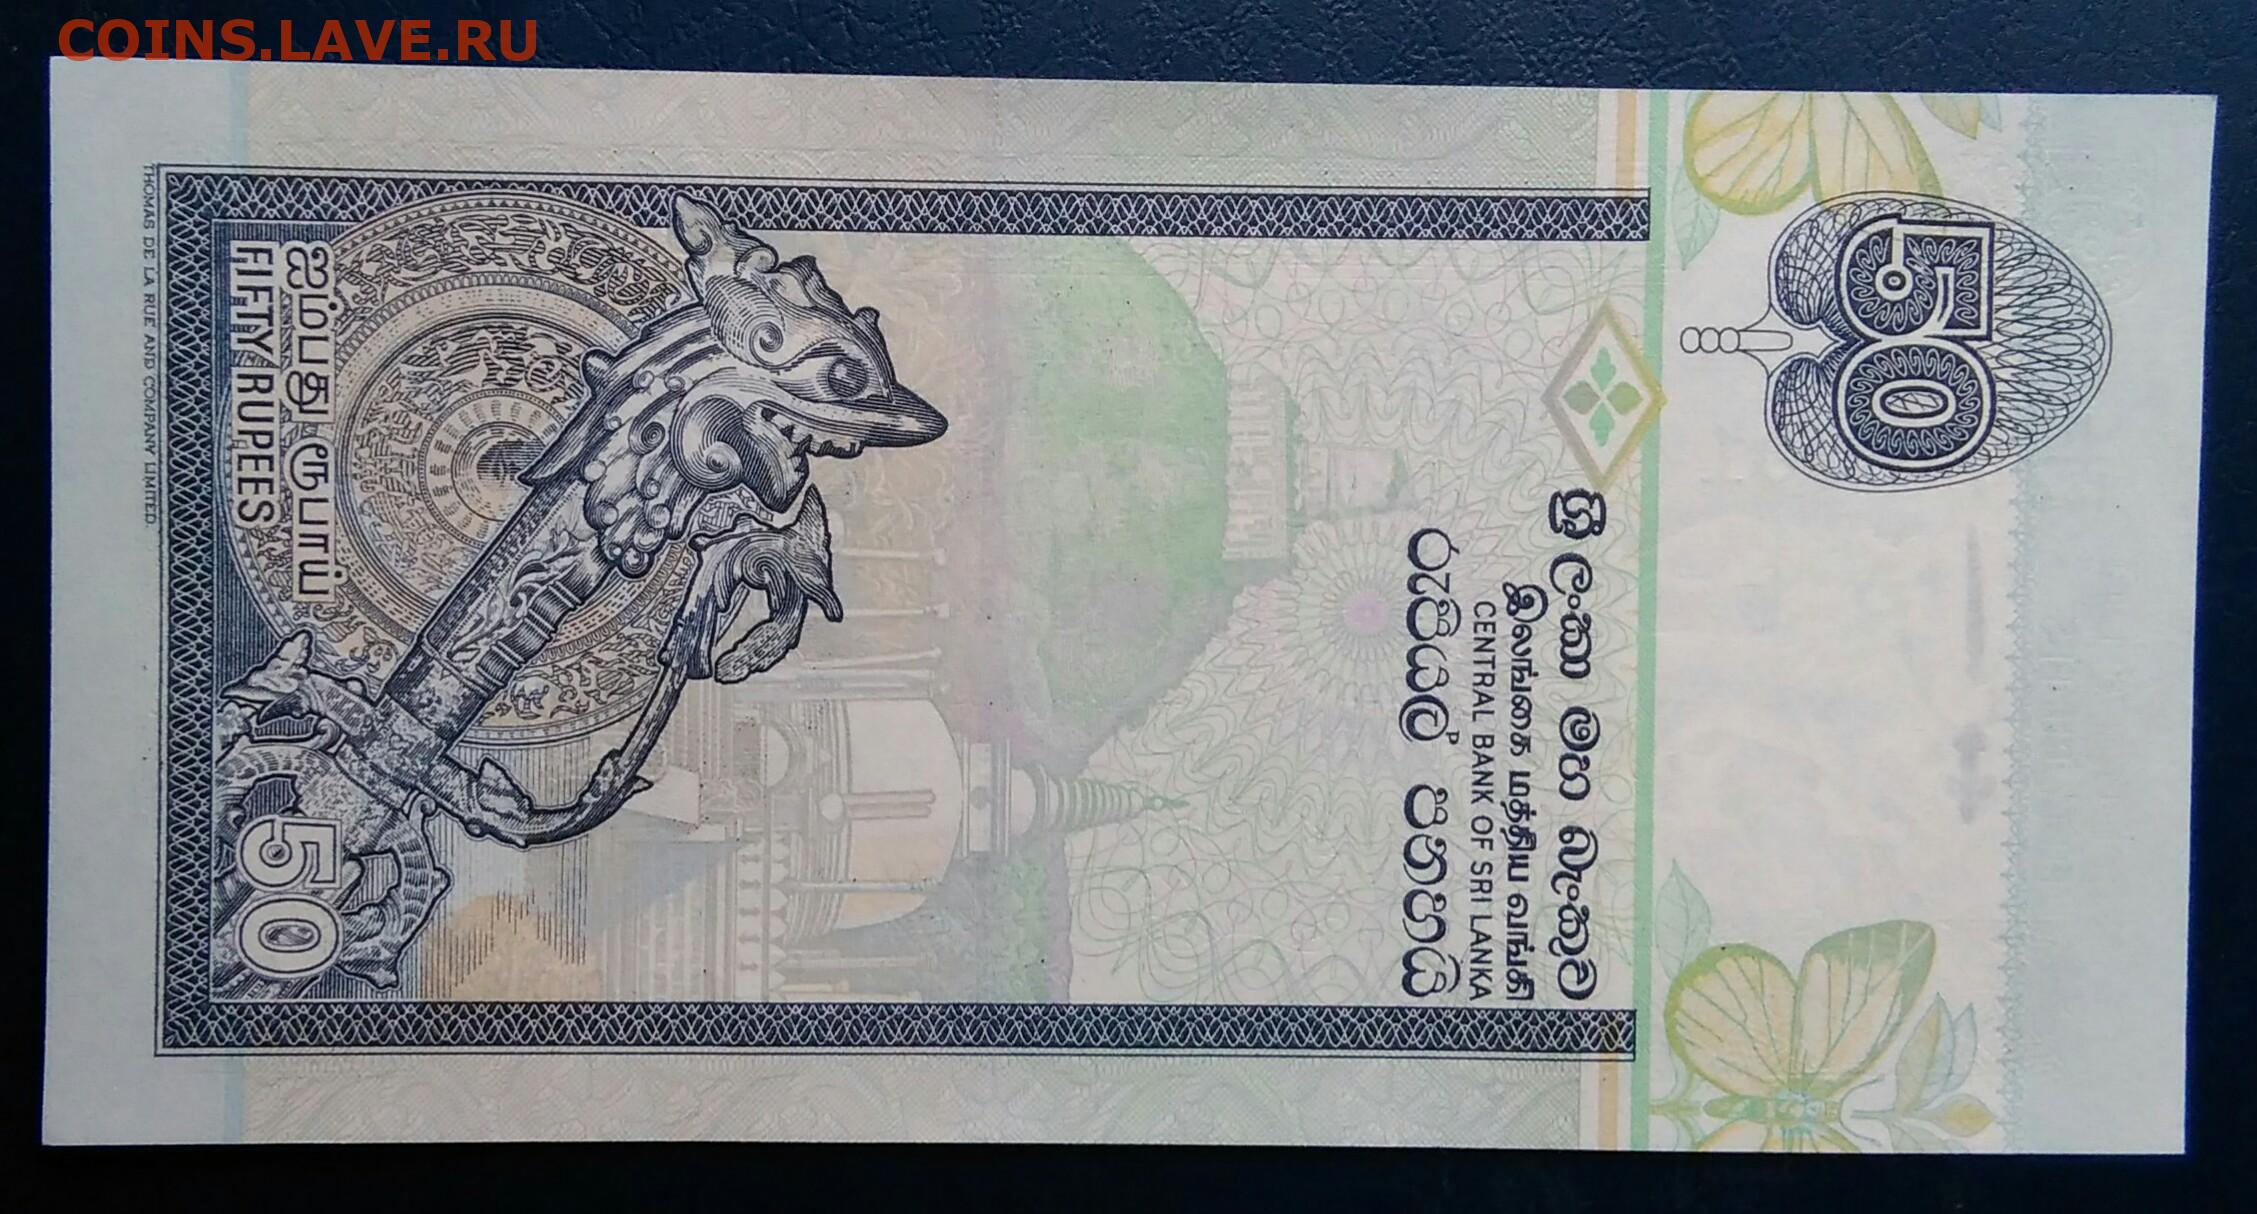 COINS.LAVE.RU
50
ශ්‍රී ලංකා මහ බැංකුව
இலங்கை மத்திய வங்கி
CENTRAL BANK OF SRI LANKA
රුපියල් පනහයි
ஐம்பது ரூபாய்
FIFTY RUPEES
50
THOMAS DE LA RUE AND COMPANY LIMITED.